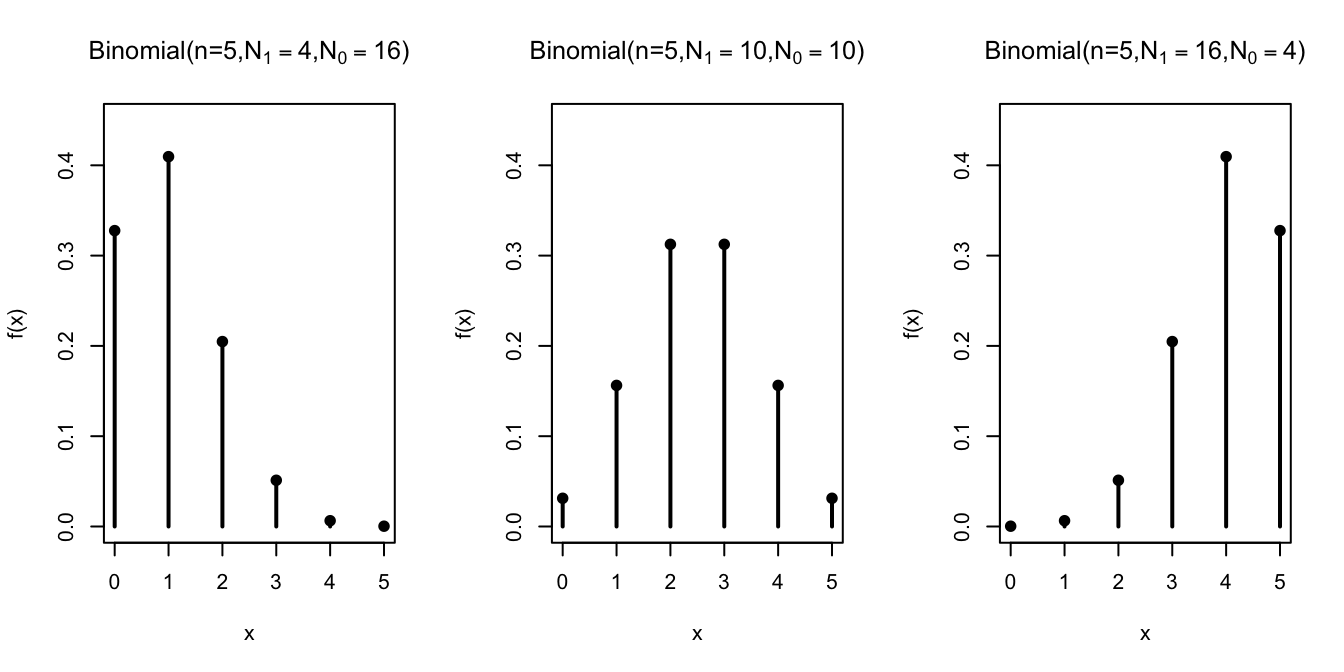 Binomial(n=5,N₁ = 4,N₀ = 16)
f(x)
0.4
0.3
0.2
0.1
0.0
0 1 2 3 4 5
x
Binomial(n=5,N₁ = 10,N₀ = 10)
f(x)
0.4
0.3
0.2
0.1
0.0
0 1 2 3 4 5
x
Binomial(n=5,N₁ = 16,N₀ = 4)
f(x)
0.4
0.3
0.2
0.1
0.0
0 1 2 3 4 5
x